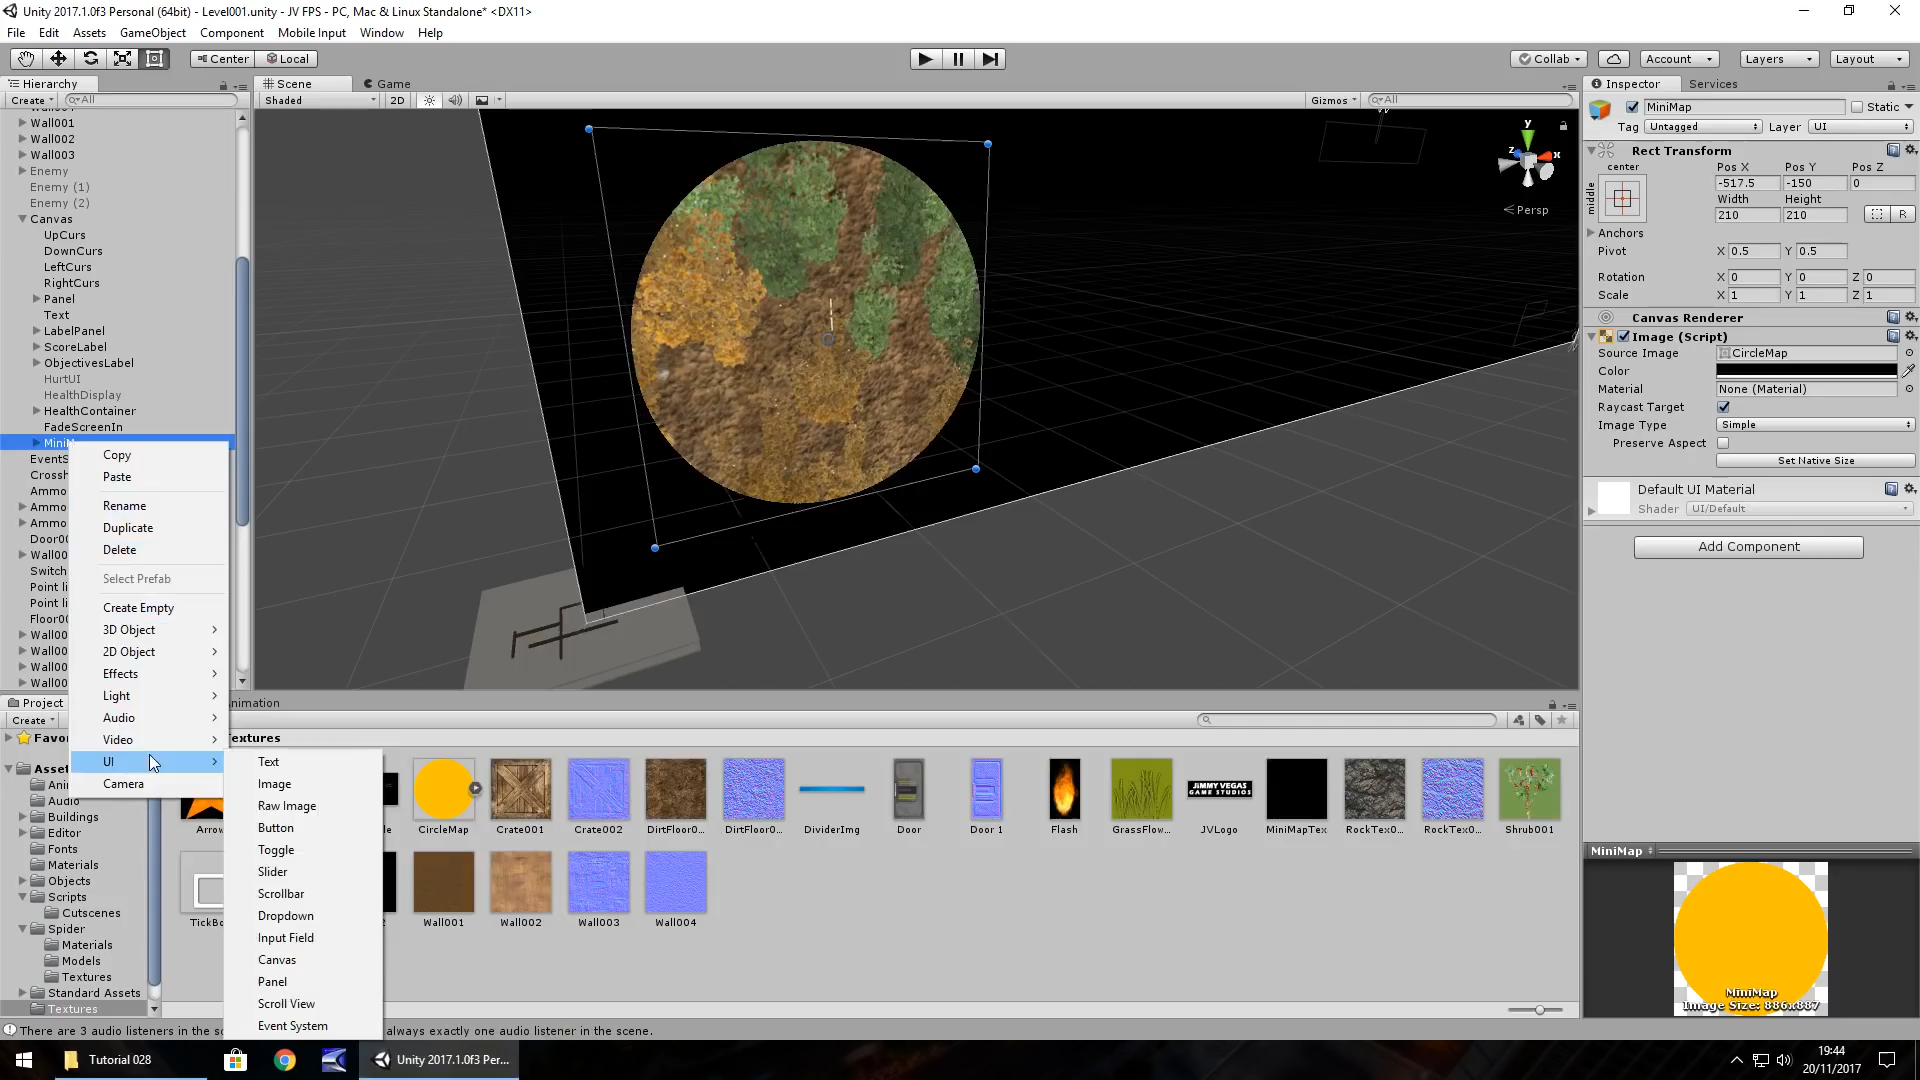 Unity 2017.1.0f3 Personal (64bit) - Level001.unity - JV FPS - PC, Mac & Linux Standalone* <DX11>
File Edit Assets GameObject Component Mobile Input Window Help
Center Local Collab Account Layers Layout
Hierarchy Scene Game Inspector Services
Create All Shaded 2D Gizmos All
MiniMap Static
Tag Untagged Layer UI
Wall001
Wall002
Wall003
Enemy
Enemy (1)
Enemy (2)
Canvas
UpCurs
DownCurs
LeftCurs
RightCurs
Panel
Text
LabelPanel
ScoreLabel
ObjectivesLabel
HurtUI
HealthDisplay
HealthContainer
FadeScreenIn
MiniM
EventS
Cross
Ammo
Ammo
Ammo
Door0
Wall00
Switch
Point li
Point li
Floor0
Wall00
Wall00
Wall00
Wall00
Copy
Paste
Rename
Duplicate
Delete
Select Prefab
Create Empty
3D Object
2D Object
Effects
Light
Audio
Video
UI
Camera
Text
Image
Raw Image
Button
Toggle
Slider
Scrollbar
Dropdown
Input Field
Canvas
Panel
Scroll View
Event System
y
x
z
Persp
Rect Transform
center Pos X Pos Y Pos Z
middle -517.5 -150 0
Width Height
210 210 R
Anchors
Pivot X 0.5 Y 0.5
Rotation X 0 Y 0 Z 0
Scale X 1 Y 1 Z 1
Canvas Renderer
Image (Script)
Source Image CircleMap
Color
Material None (Material)
Raycast Target
Image Type Simple
Preserve Aspect
Set Native Size
Default UI Material
Shader UI/Default
Add Component
Project nimation
Create
Favor Textures
Asset
Ani
Audio
Buildings
Editor
Fonts
Materials
Objects
Scripts
Cutscenes
Spider
Materials
Models
Textures
Standard Assets
Textures
Arrow le CircleMap Crate001 Crate002 DirtFloor0... DirtFloor0... DividerImg Door Door 1 Flash GrassFlow... JVLogo MiniMapTex RockTex0... RockTex0... Shrub001
JIMMY VEGAS
GAME STUDIOS
TickBo 2 Wall001 Wall002 Wall003 Wall004
MiniMap
MiniMap
Image Size: 886x887
There are 3 audio listeners in the sc always exactly one audio listener in the scene.
Tutorial 028 Unity 2017.1.0f3 Per... 19:44
20/11/2017